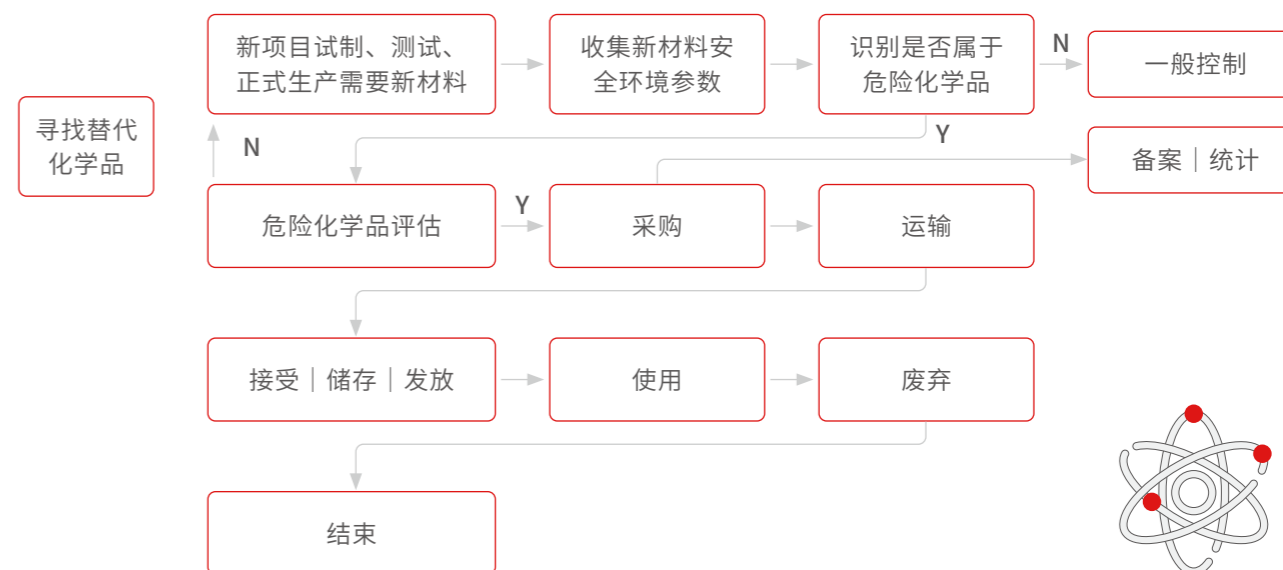 新项目试制、测试、
正式生产需要新材料
收集新材料安
全环境参数
识别是否属于
危险化学品
N
一般控制
寻找替代
化学品
N
Y
备案｜统计
危险化学品评估
Y
采购
运输
接受｜储存｜发放
使用
废弃
结束